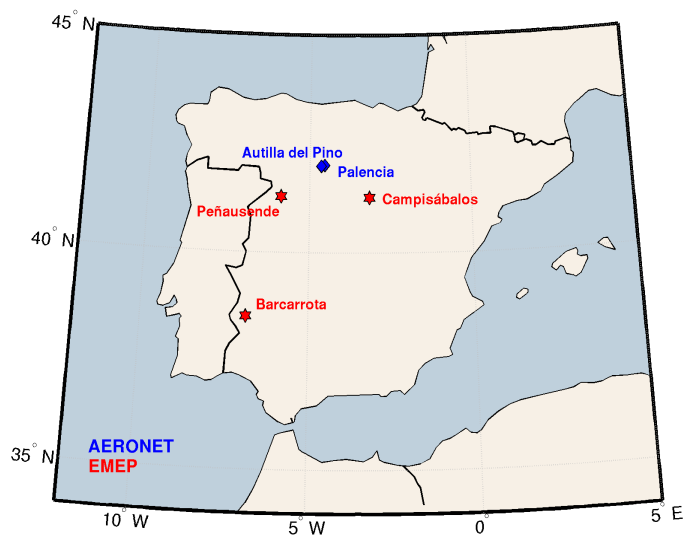 45° N
Autilla del Pino
Palencia
Peñausende
Campisábalos
40° N
Barcarrota
AERONET
EMEP
35° N
10° W
5° W
0°
5° E